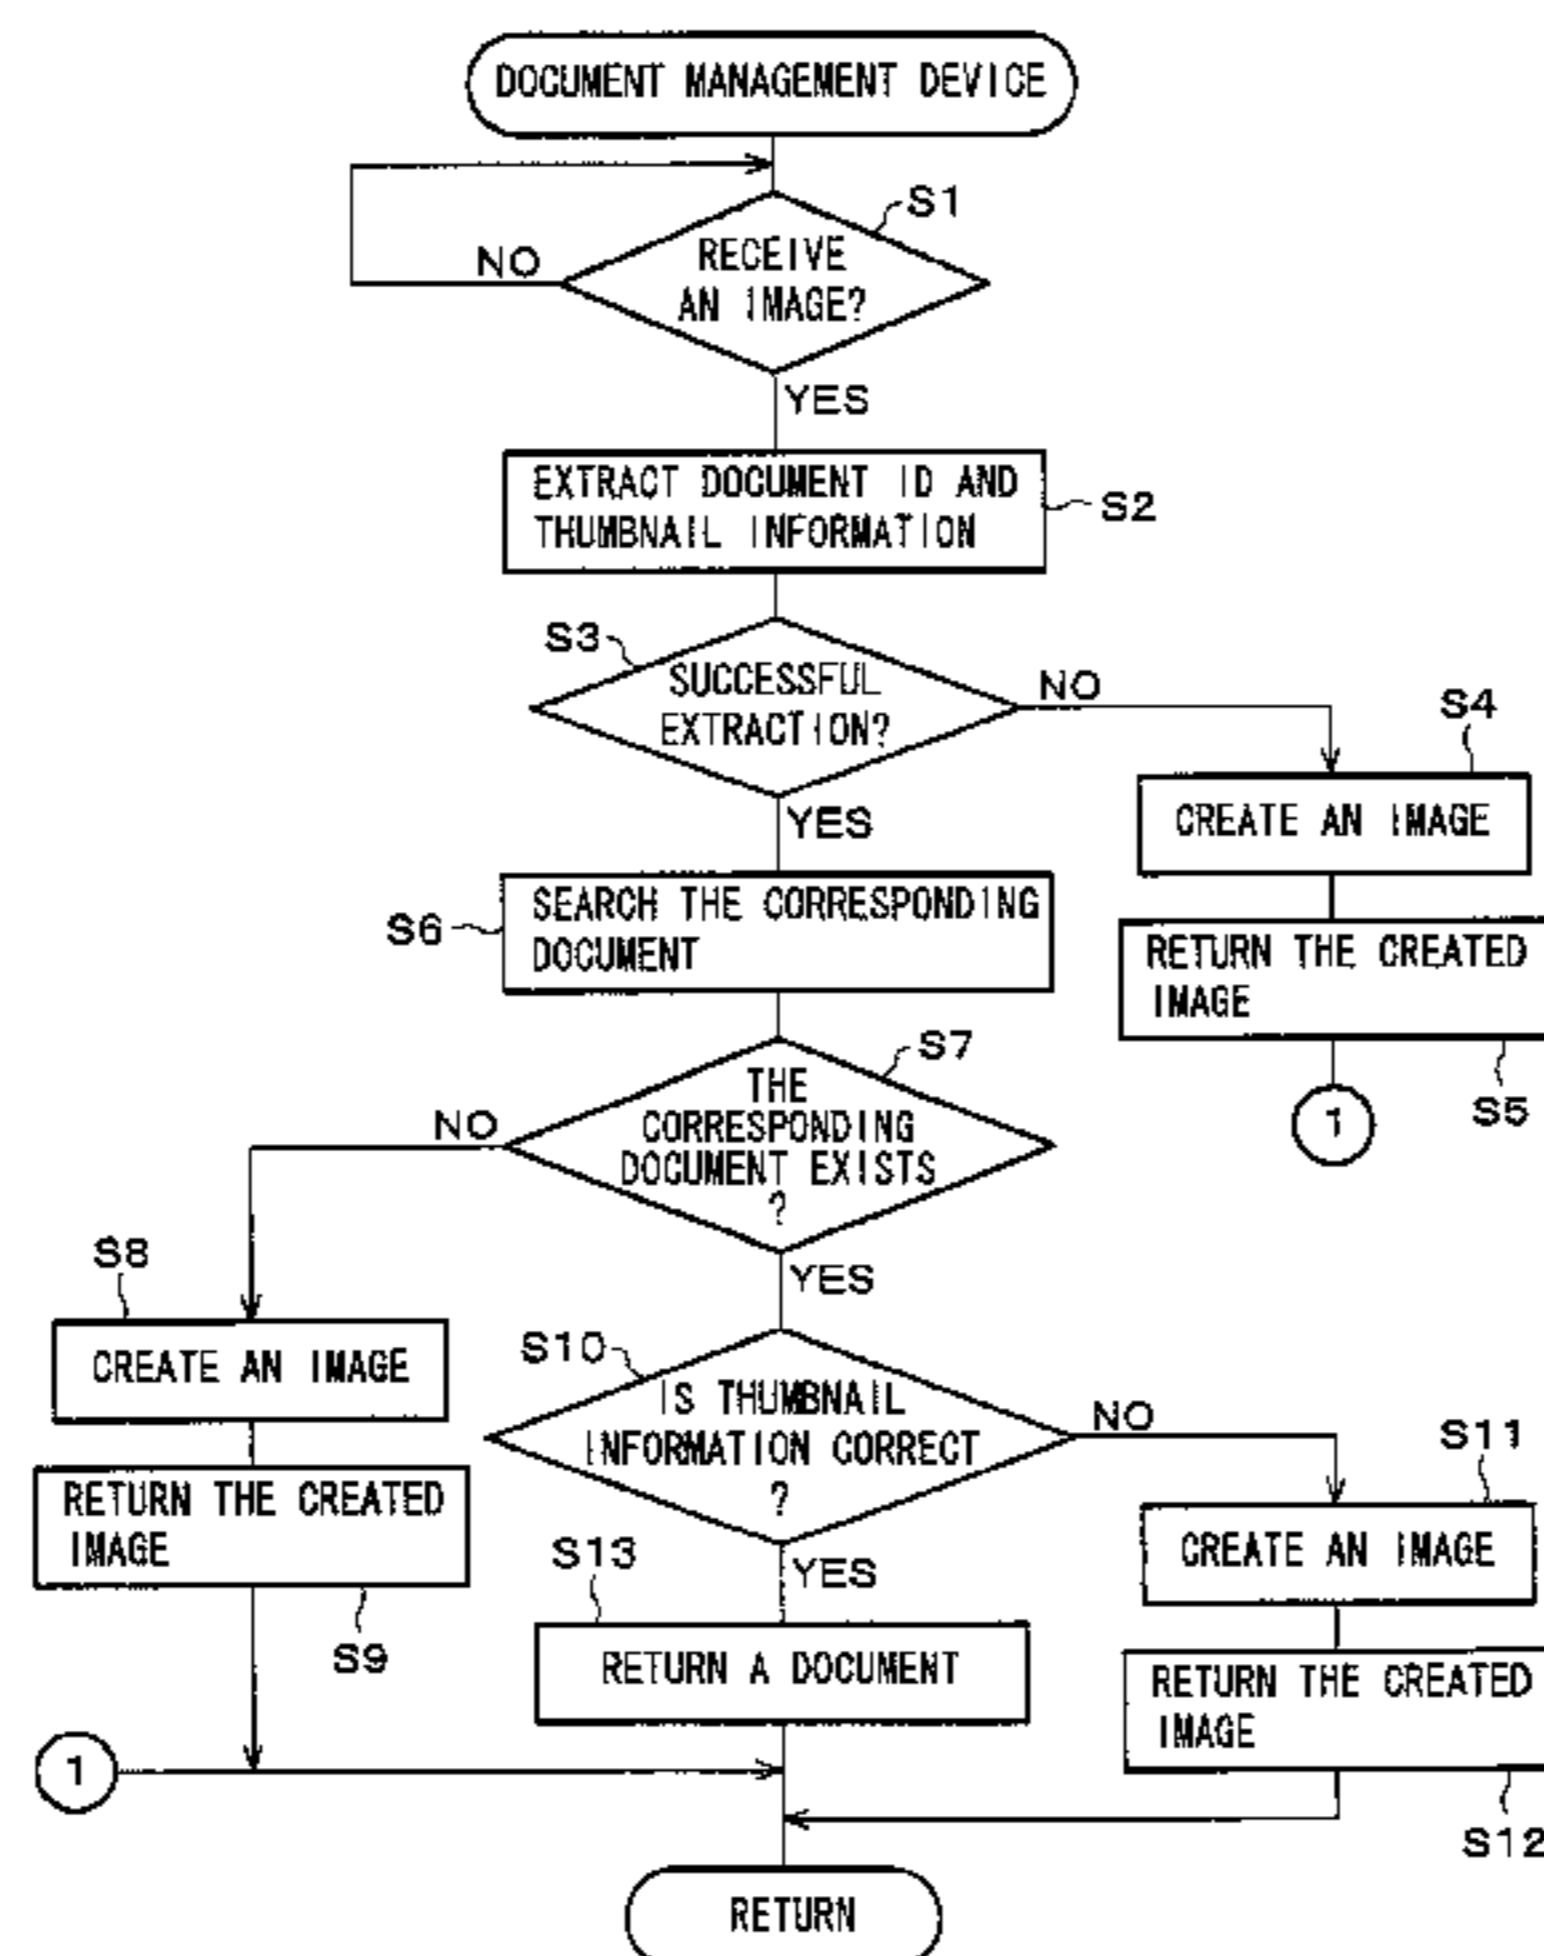 DOCUMENT MANAGEMENT DEVICE
S1
RECEIVE
AN IMAGE?
NO
YES
EXTRACT DOCUMENT ID AND
THUMBNAIL INFORMATION
S2
S3
SUCCESSFUL
EXTRACTION?
NO
YES
S4
CREATE AN IMAGE
RETURN THE CREATED
IMAGE
S5
1
S6
SEARCH THE CORRESPONDING
DOCUMENT
S7
THE
CORRESPONDING
DOCUMENT EXISTS
?
NO
YES
S8
CREATE AN IMAGE
RETURN THE CREATED
IMAGE
S9
S10
IS THUMBNAIL
INFORMATION CORRECT
?
NO
YES
S11
CREATE AN IMAGE
RETURN THE CREATED
IMAGE
S12
S13
RETURN A DOCUMENT
1
RETURN